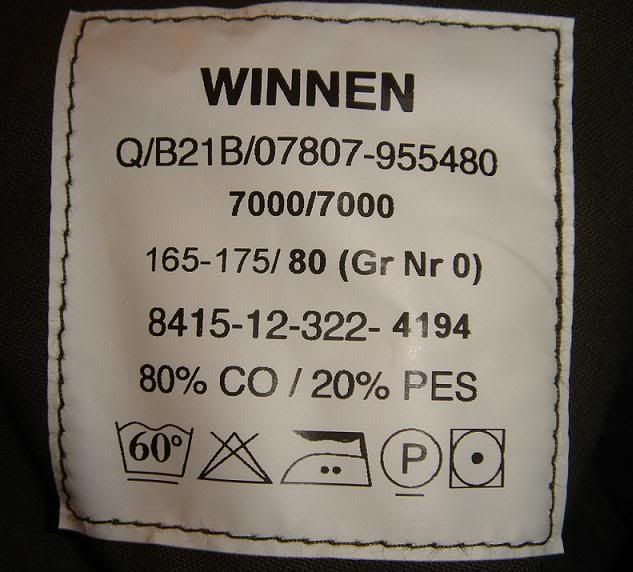 WINNEN
Q/B21B/07807-955480
7000/7000
165-175/ 80 (Gr Nr 0)
8415-12-322- 4194
80% CO / 20% PES
60° P